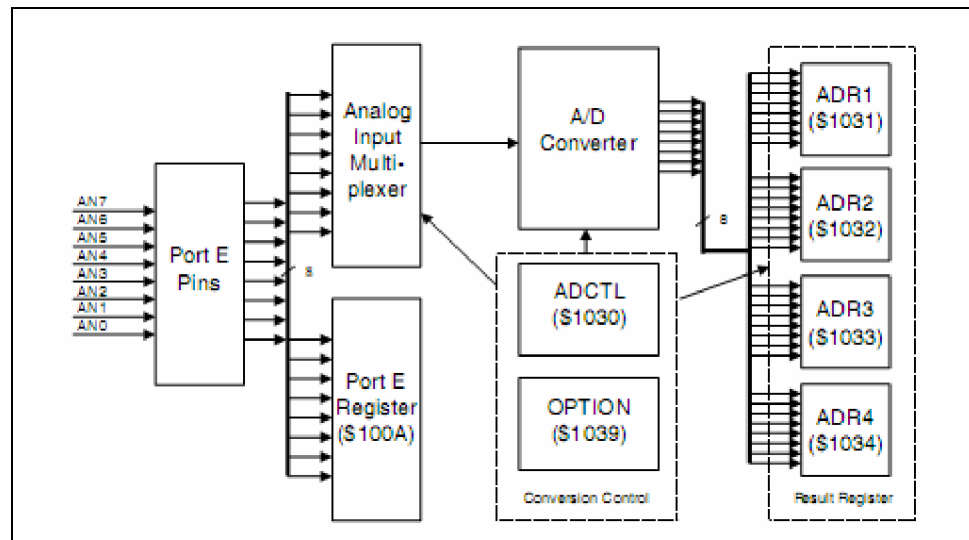 AN7
AN6
AN5
AN4
AN3
AN2
AN1
AN0
Port E
Pins
8
Analog
Input
Multi-
plexer
Port E
Register
($100A)
A/D
Converter
8
ADCTL
($1030)
OPTION
($1039)
Conversion Control
ADR1
($1031)
ADR2
($1032)
ADR3
($1033)
ADR4
($1034)
Result Register